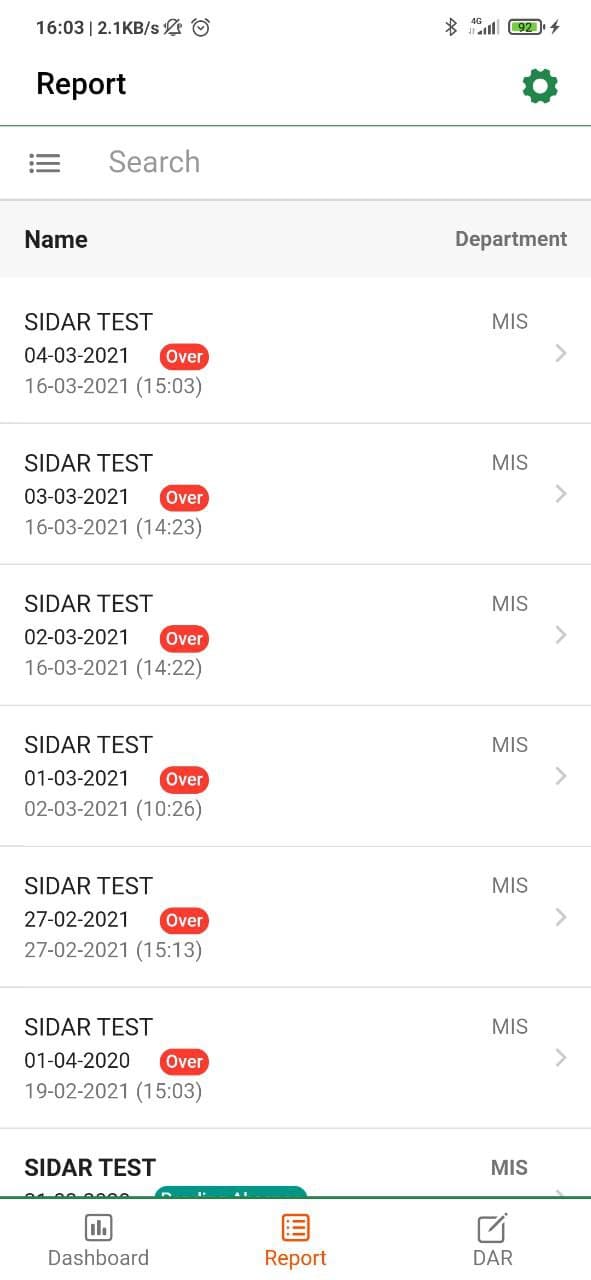 16:03 | 2.1KB/s 4G 92
Report
Search
Name Department
SIDAR TEST MIS
04-03-2021 Over
16-03-2021 (15:03)
SIDAR TEST MIS
03-03-2021 Over
16-03-2021 (14:23)
SIDAR TEST MIS
02-03-2021 Over
16-03-2021 (14:22)
SIDAR TEST MIS
01-03-2021 Over
02-03-2021 (10:26)
SIDAR TEST MIS
27-02-2021 Over
27-02-2021 (15:13)
SIDAR TEST MIS
01-04-2020 Over
19-02-2021 (15:03)
SIDAR TEST MIS
Dashboard Report DAR